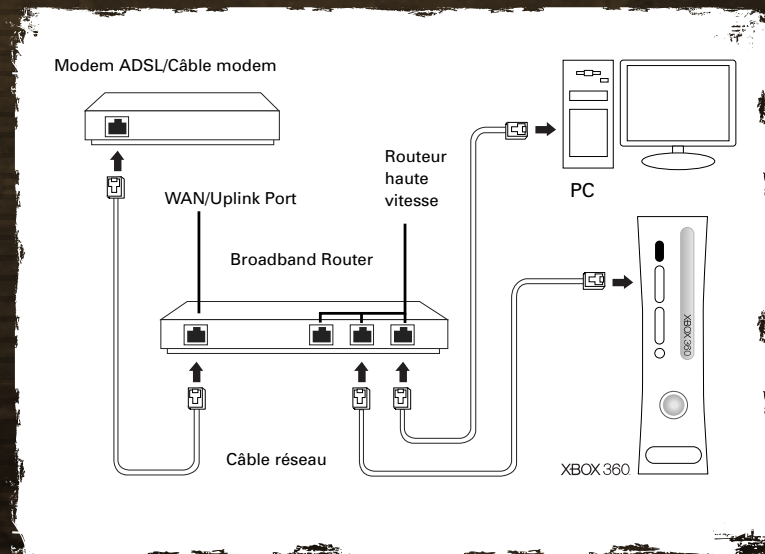 Modem ADSL/Câble modem
Routeur
haute
vitesse
WAN/Uplink Port
PC
Broadband Router
XBOX 360
Câble réseau
XBOX 360